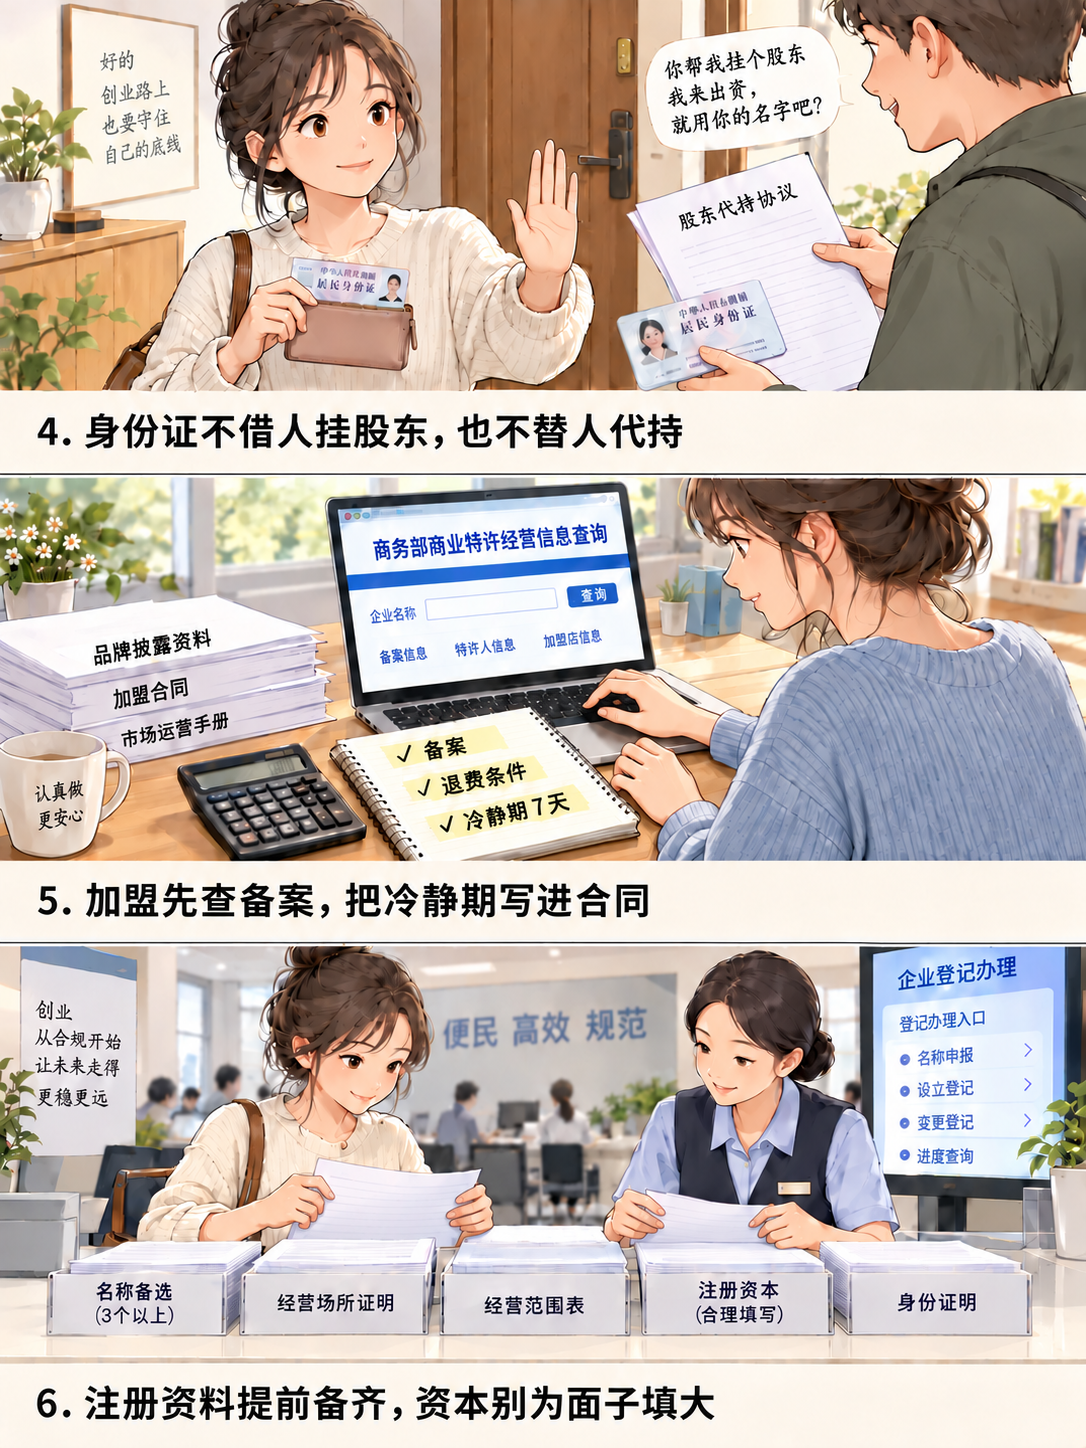 好的
创业路上
也要守住
自己的底线
你帮我挂个股东
我来出资，
就用你的名字吧？
股东代持协议
居民身份证
居民身份证
4. 身份证不借人挂股东，也不替人代持
商务部商业特许经营信息查询
企业名称
查询
备案信息
特许人信息
加盟店信息
品牌披露资料
加盟合同
市场运营手册
认真做
更安心
✓ 备案
✓ 退费条件
✓ 冷静期7天
5. 加盟先查备案，把冷静期写进合同
创业
从合规开始
让未来走得
更稳更远
便民 高效 规范
企业登记办理
登记办理入口
名称申报
设立登记
变更登记
进度查询
名称备选
（3个以上）
经营场所证明
经营范围表
注册资本
（合理填写）
身份证明
6. 注册资料提前备齐，资本别为面子填大